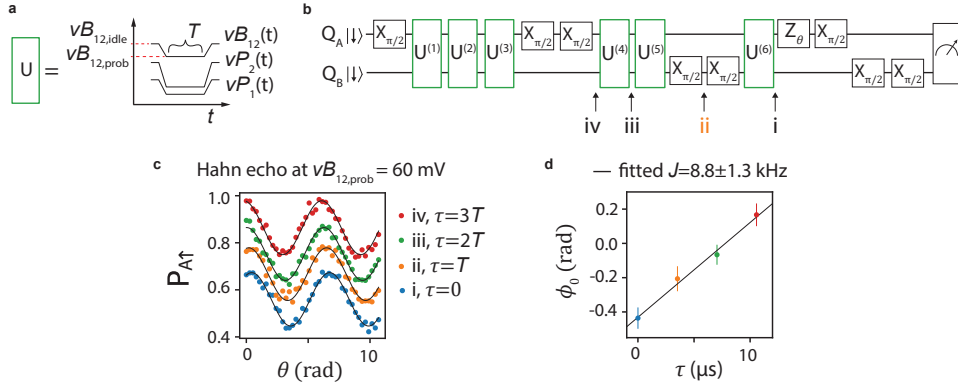 a
U =
vB12,idle
vB12,prob
T
vB12(t)
vP2(t)
vP1(t)
t
b
QA |↓⟩ Xπ/2 U(1) U(2) U(3) Xπ/2 Xπ/2 U(4) U(5) U(6) Zθ Xπ/2
QB |↓⟩ Xπ/2 Xπ/2 Xπ/2 Xπ/2
iv iii ii i
c Hahn echo at vB12,prob = 60 mV
PA↑
1.0
0.8
0.6
0.4
iv, τ=3T
iii, τ=2T
ii, τ=T
i, τ=0
0 10
θ (rad)
d — fitted J=8.8±1.3 kHz
ϕ0 (rad)
0.2
0.0
-0.2
-0.4
0 5 10
τ (μs)